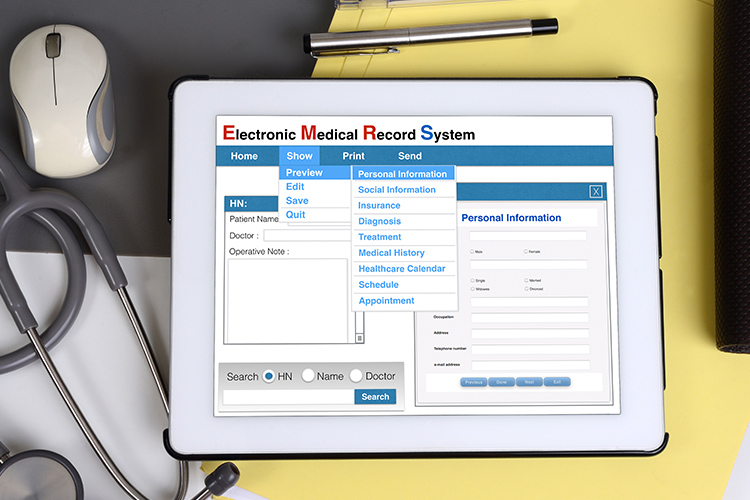 Electronic Medical Record System
Home Show Print Send
Preview
Edit
Save
Quit
Personal Information
Social Information
Insurance
Diagnosis
Treatment
Medical History
Healthcare Calendar
Schedule
Appointment
HN:
Patient Name
Doctor :
Operative Note :
Search HN Name Doctor
Search
X
Personal Information
Male Female
Single Married
Widowed Divorced
Occupation
Address
Telephone number
e-mail address
Previous Save Next Exit